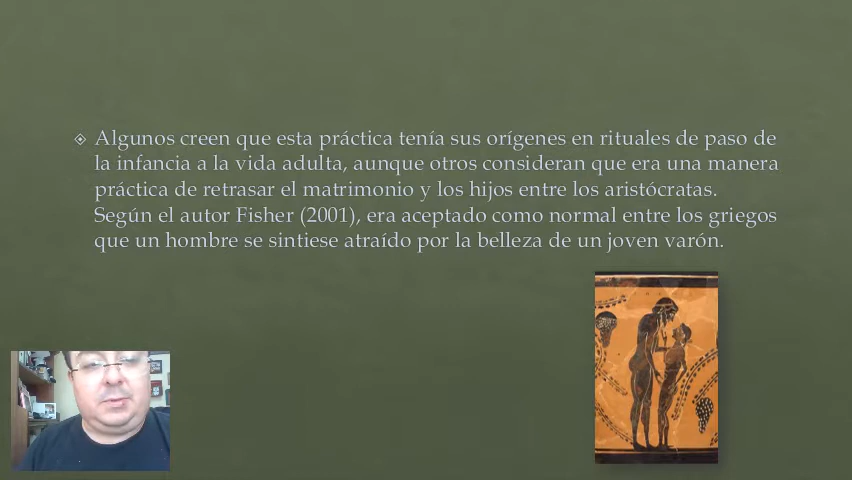 Algunos creen que esta práctica tenía sus orígenes en rituales de paso de
la infancia a la vida adulta, aunque otros consideran que era una manera
práctica de retrasar el matrimonio y los hijos entre los aristócratas.
Según el autor Fisher (2001), era aceptado como normal entre los griegos
que un hombre se sintiese atraído por la belleza de un joven varón.